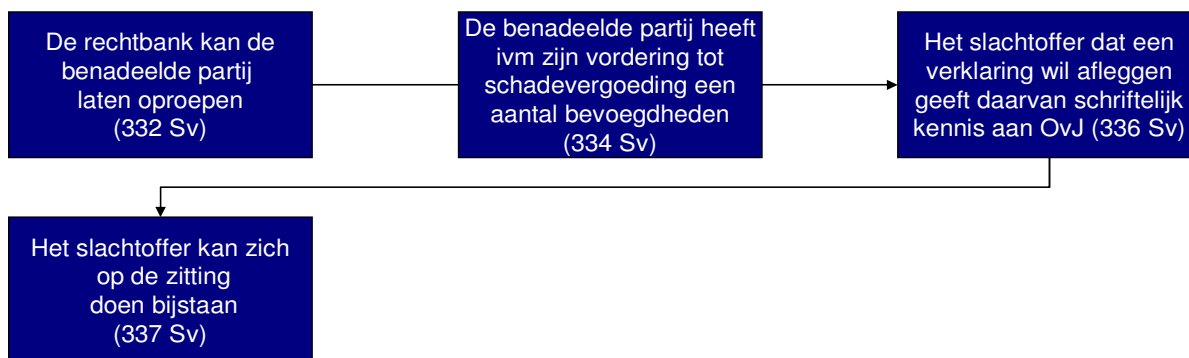 De rechtbank kan de
benadeelde partij
laten oproepen
(332 Sv)
De benadeelde partij heeft
ivm zijn vordering tot
schadevergoeding een
aantal bevoegdheden
(334 Sv)
Het slachtoffer dat een
verklaring wil afleggen
geeft daarvan schriftelijk
kennis aan OvJ (336 Sv)
Het slachtoffer kan zich
op de zitting
doen bijstaan
(337 Sv)